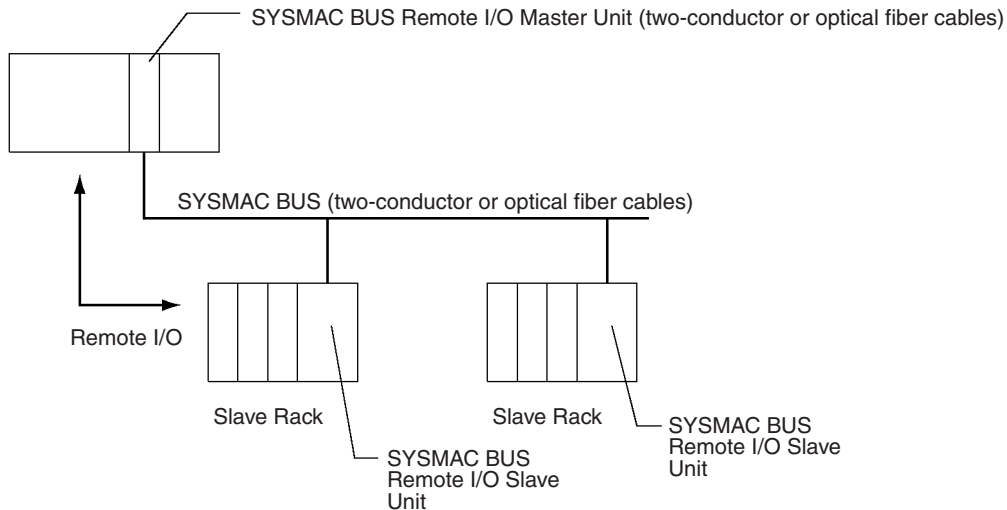 SYSMAC BUS Remote I/O Master Unit (two-conductor or optical fiber cables)
SYSMAC BUS (two-conductor or optical fiber cables)
Remote I/O
Slave Rack
SYSMAC BUS
Remote I/O Slave
Unit
Slave Rack
SYSMAC BUS
Remote I/O Slave
Unit